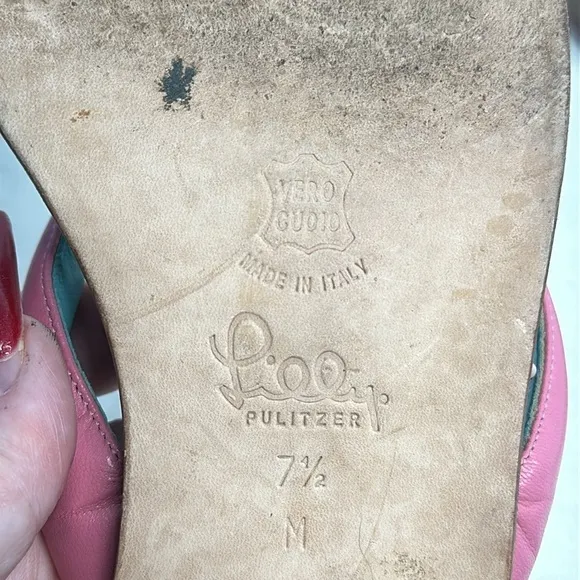 VERO
CUOIO
MADE IN ITALY
Lilly.
PULITZER
7½
M